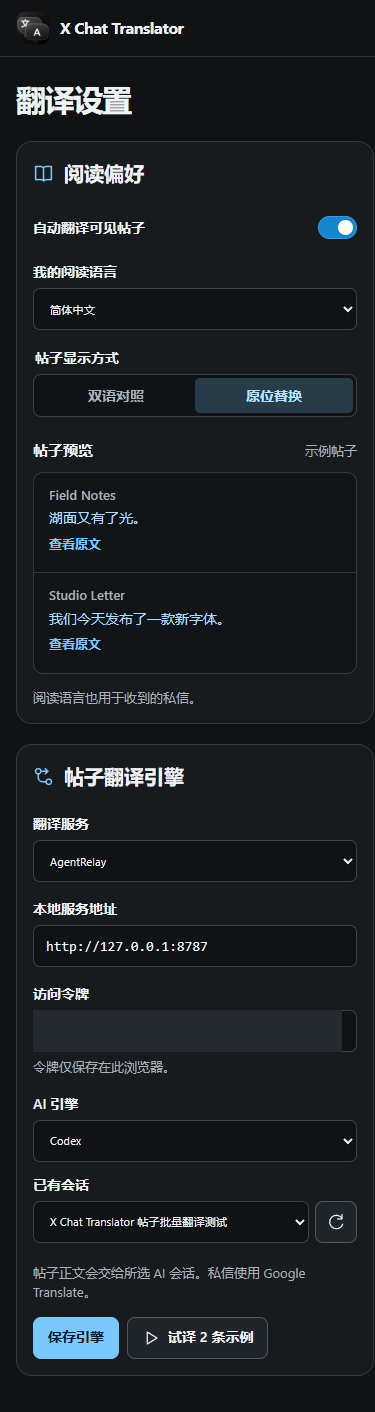 X Chat Translator
翻译设置
阅读偏好
自动翻译可见帖子
我的阅读语言
简体中文
帖子显示方式
双语对照
原位替换
帖子预览
示例帖子
Field Notes
湖面又有了光。
查看原文
Studio Letter
我们今天发布了一款新字体。
查看原文
阅读语言也用于收到的私信。
帖子翻译引擎
翻译服务
AgentRelay
本地服务地址
http://127.0.0.1:8787
访问令牌
令牌仅保存在此浏览器。
AI 引擎
Codex
已有会话
X Chat Translator 帖子批量翻译测试
帖子正文会交给所选 AI 会话。私信使用 Google
Translate。
保存引擎
试译 2 条示例